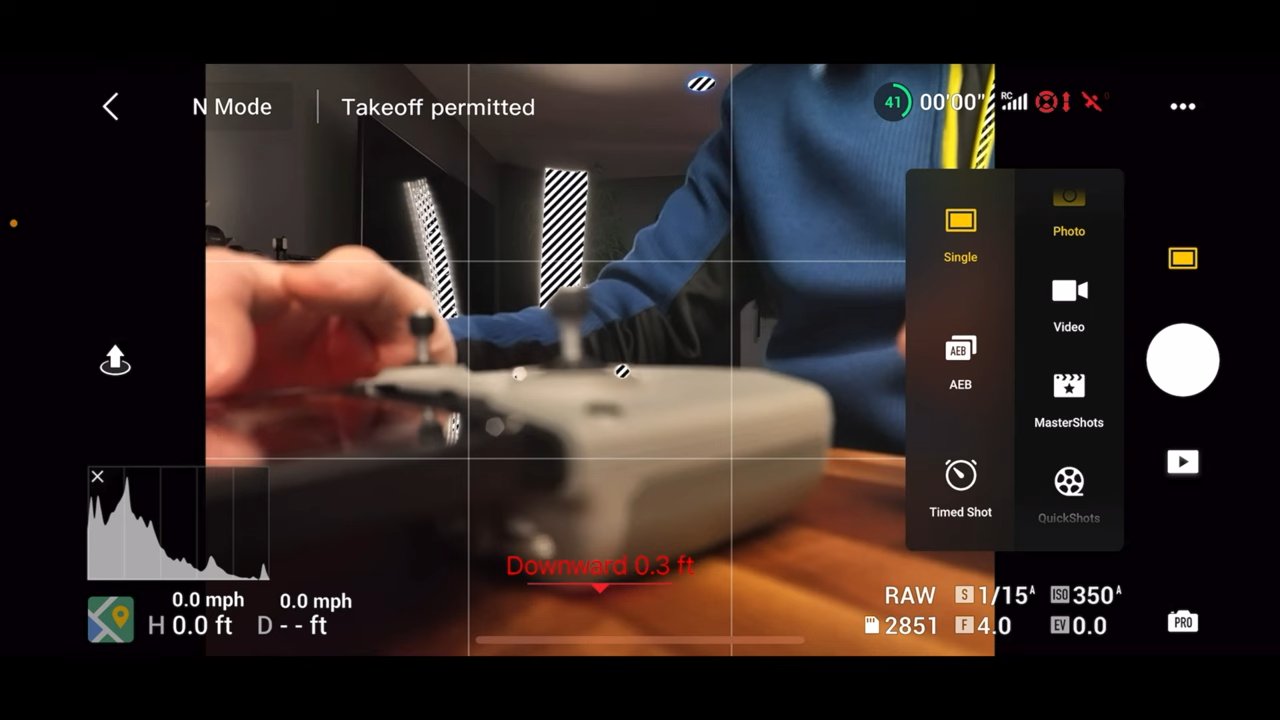 N Mode
Takeoff permitted
41
00'00"
RC
Single
Photo
Video
AEB
AEB
MasterShots
Timed Shot
QuickShots
Downward 0.3 ft
0.0 mph
0.0 mph
H 0.0 ft
D - - ft
RAW
S 1/15 A
ISO 350 A
2851
F 4.0
EV 0.0
PRO